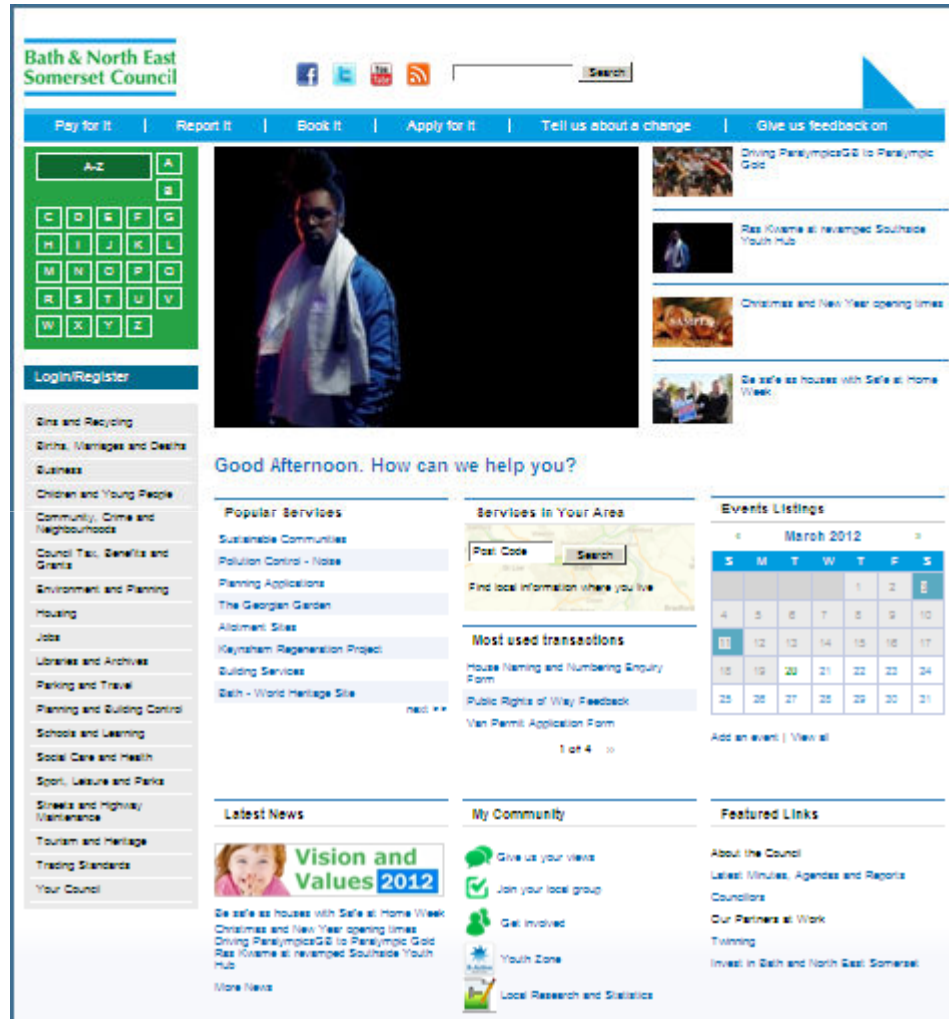 Bath & North East
Somerset Council
Search
Pay for It | Report It | Book It | Apply for It | Tell us about a change | Give us feedback on
A-Z
A
B
C D E F G
H I J K L
M N O P Q
R S T U V
W X Y Z
Driving ParalympicsGB to Paralympic
Gold
Ras Kwame at revamped Southside
Youth Hub
SAMPLE
Christmas and New Year opening times
Be safe as houses with Safe at Home
Week
Login/Register
Bins and Recycling
Births, Marriages and Deaths
Business
Children and Young People
Community, Crime and
Neighbourhoods
Council Tax, Benefits and
Grants
Environment and Planning
Housing
Jobs
Libraries and Archives
Parking and Travel
Planning and Building Control
Schools and Learning
Social Care and Health
Sport, Leisure and Parks
Streets and Highway
Maintenance
Tourism and Heritage
Trading Standards
Your Council
Good Afternoon. How can we help you?
Popular Services
Sustainable Communities
Pollution Control - Noise
Planning Applications
The Georgian Garden
Allotment Sites
Keynsham Regeneration Project
Building Services
Bath - World Heritage Site
next
Services in Your Area
Post Code
Search
Find local information where you live
Most used transactions
House Naming and Numbering Enquiry
Form
Public Rights of Way Feedback
Van Permit Application Form
1 of 4 »
Events Listings
« March 2012 »
S M T W T F S
1 2 3
4 5 6 7 8 9 10
11 12 13 14 15 16 17
18 19 20 21 22 23 24
25 26 27 28 29 30 31
Add an event | View all
Latest News
Vision and
Values 2012
Be safe as houses with Safe at Home Week
Christmas and New Year opening times
Driving ParalympicsGB to Paralympic Gold
Ras Kwame at revamped Southside Youth
Hub
More News
My Community
Give us your views
Join your local group
Get involved
Youth Zone
Local Research and Statistics
Featured Links
About the Council
Latest Minutes, Agendas and Reports
Councillors
Our Partners at Work
Twinning
Invest in Bath and North East Somerset